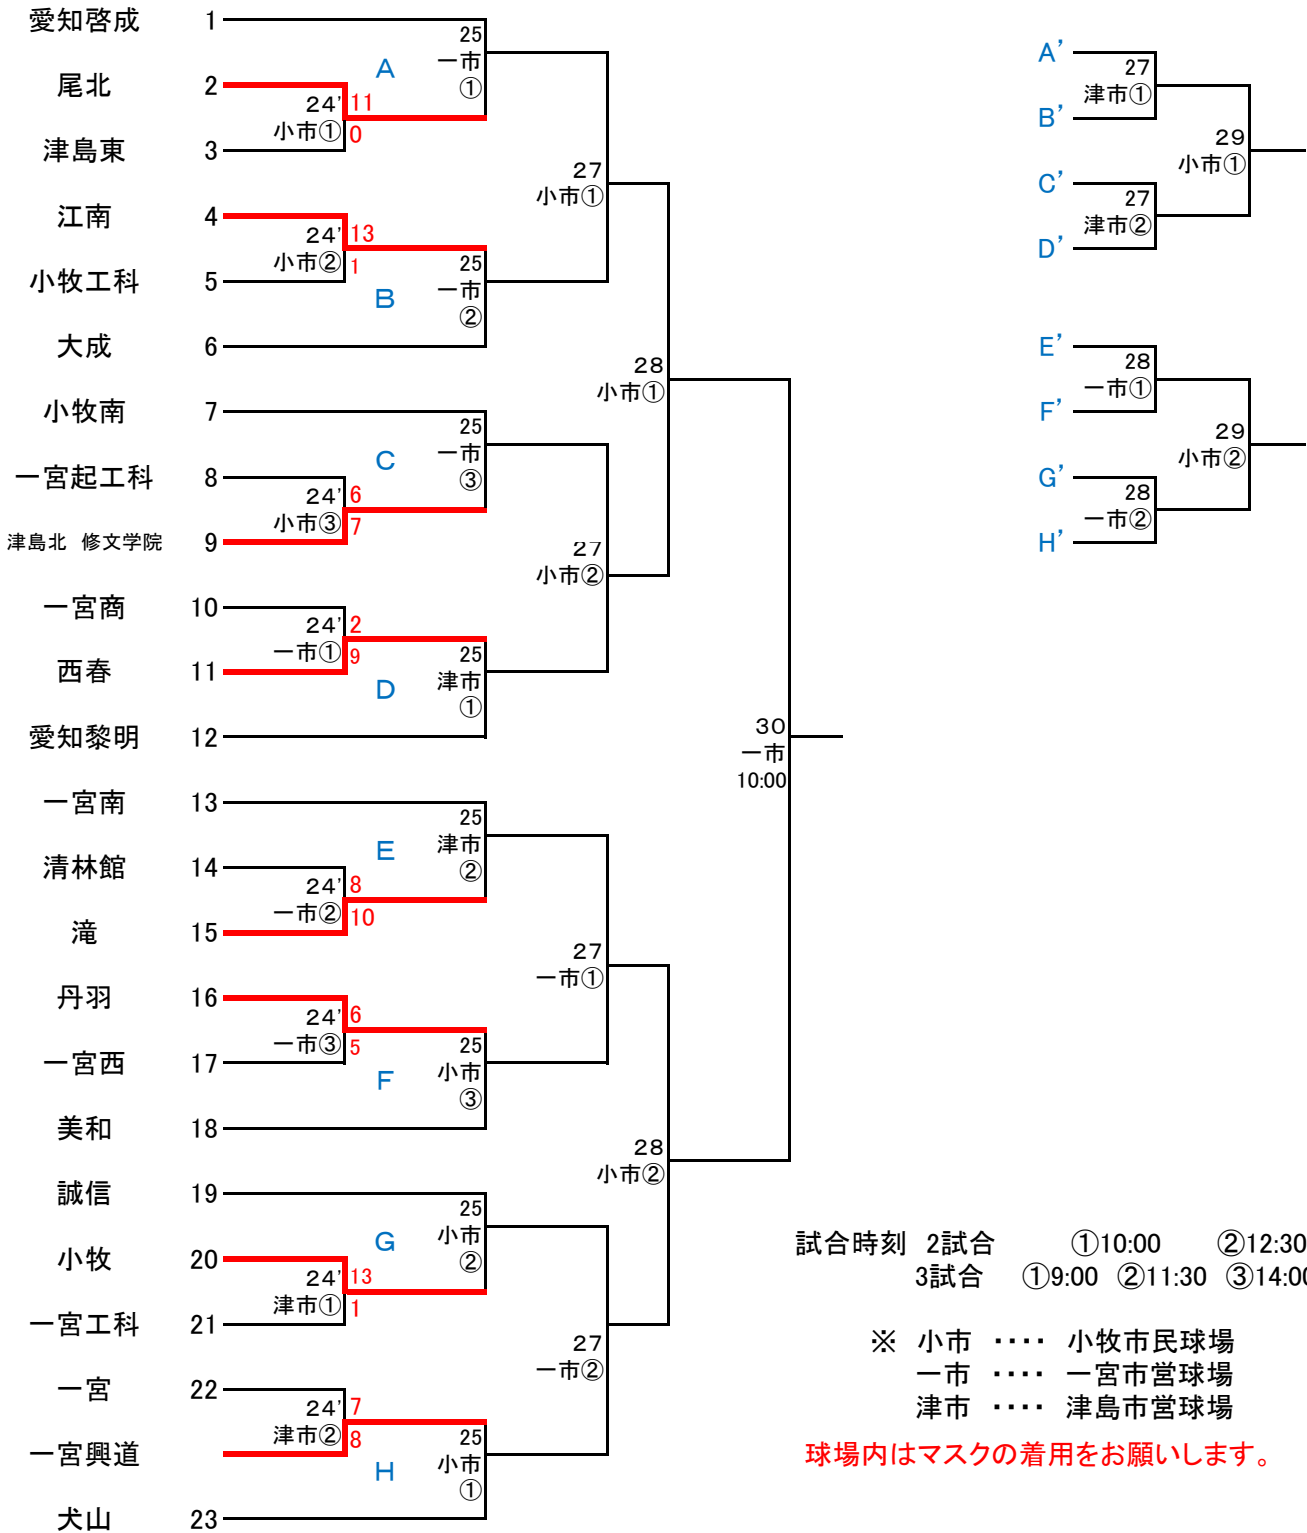 愛知啓成 1
尾北 2
津島東 3
江南 4
小牧工科 5
大成 6
小牧南 7
一宮起工科 8
津島北 修文学院 9
一宮商 10
西春 11
愛知黎明 12
一宮南 13
清林館 14
滝 15
丹羽 16
一宮西 17
美和 18
誠信 19
小牧 20
一宮工科 21
一宮 22
一宮興道
犬山 23
24'
小市①
11
0
24'
小市②
13
1
24'
小市③
6
7
24'
一市①
2
9
24'
一市②
8
10
24'
一市③
6
5
24'
津市①
13
1
24'
津市②
7
8
A
25
一市
①
B
25
一市
②
C
25
一市
③
D
25
津市
①
E
25
津市
②
F
25
小市
③
G
25
小市
②
H
25
小市
①
27
小市①
27
小市②
27
一市①
27
一市②
28
小市①
28
小市②
30
一市
10:00
A’
B’
C’
D’
E’
F’
G’
H’
27
津市①
27
津市②
28
一市①
28
一市②
29
小市①
29
小市②
試合時刻 2試合 ①10:00 ②12:30
3試合 ①9:00 ②11:30 ③14:00
※ 小市 ・・・・ 小牧市民球場
一市 ・・・・ 一宮市営球場
津市 ・・・・ 津島市営球場
球場内はマスクの着用をお願いします。